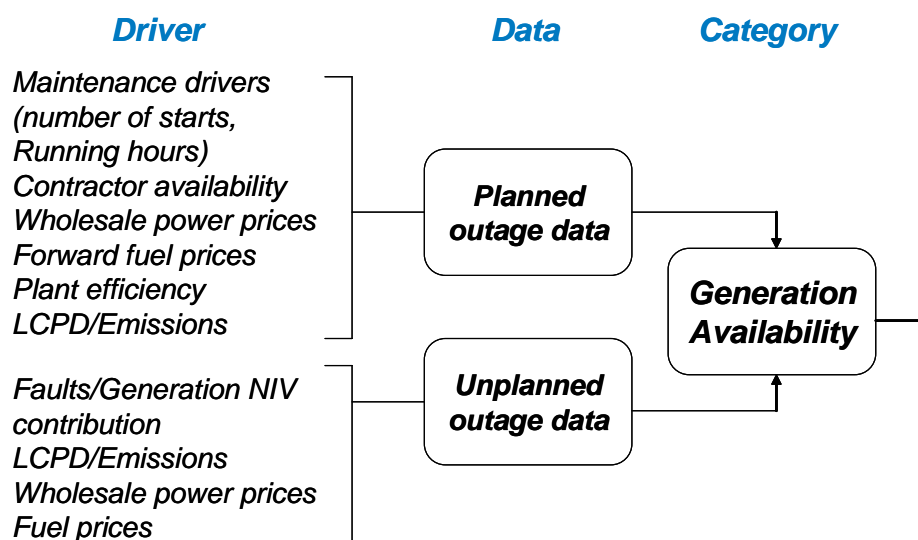 Driver Data Category
Maintenance drivers
(number of starts,
Running hours)
Contractor availability
Wholesale power prices
Forward fuel prices
Plant efficiency
LCPD/Emissions
Planned
outage data
Generation
Availability
Faults/Generation NIV
contribution
LCPD/Emissions
Wholesale power prices
Fuel prices
Unplanned
outage data